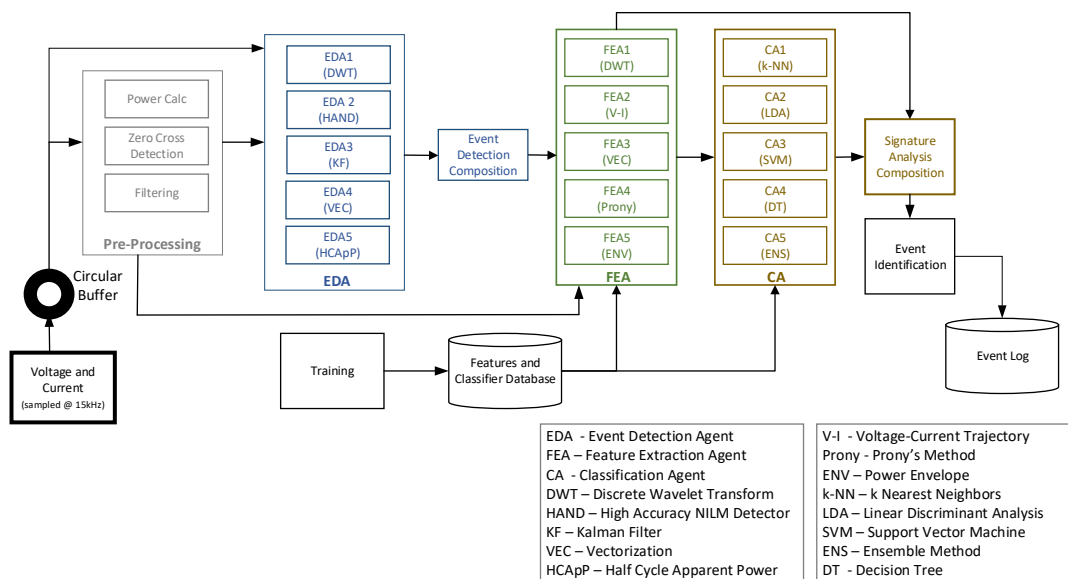 Power Calc
Zero Cross
Detection
Filtering
Pre-Processing
Circular
Buffer
Voltage and
Current
(sampled @ 15kHz)
EDA1
(DWT)
EDA 2
(HAND)
EDA3
(KF)
EDA4
(VEC)
EDA5
(HCApP)
EDA
Event
Detection
Composition
FEA1
(DWT)
FEA2
(V-I)
FEA3
(VEC)
FEA4
(Prony)
FEA5
(ENV)
FEA
CA1
(k-NN)
CA2
(LDA)
CA3
(SVM)
CA4
(DT)
CA5
(ENS)
CA
Signature
Analysis
Composition
Event
Identification
Event Log
Training
Features and
Classifier Database
EDA - Event Detection Agent
FEA – Feature Extraction Agent
CA - Classification Agent
DWT – Discrete Wavelet Transform
HAND – High Accuracy NILM Detector
KF – Kalman Filter
VEC – Vectorization
HCApP – Half Cycle Apparent Power
V-I - Voltage-Current Trajectory
Prony - Prony's Method
ENV – Power Envelope
k-NN – k Nearest Neighbors
LDA – Linear Discriminant Analysis
SVM – Support Vector Machine
ENS – Ensemble Method
DT - Decision Tree